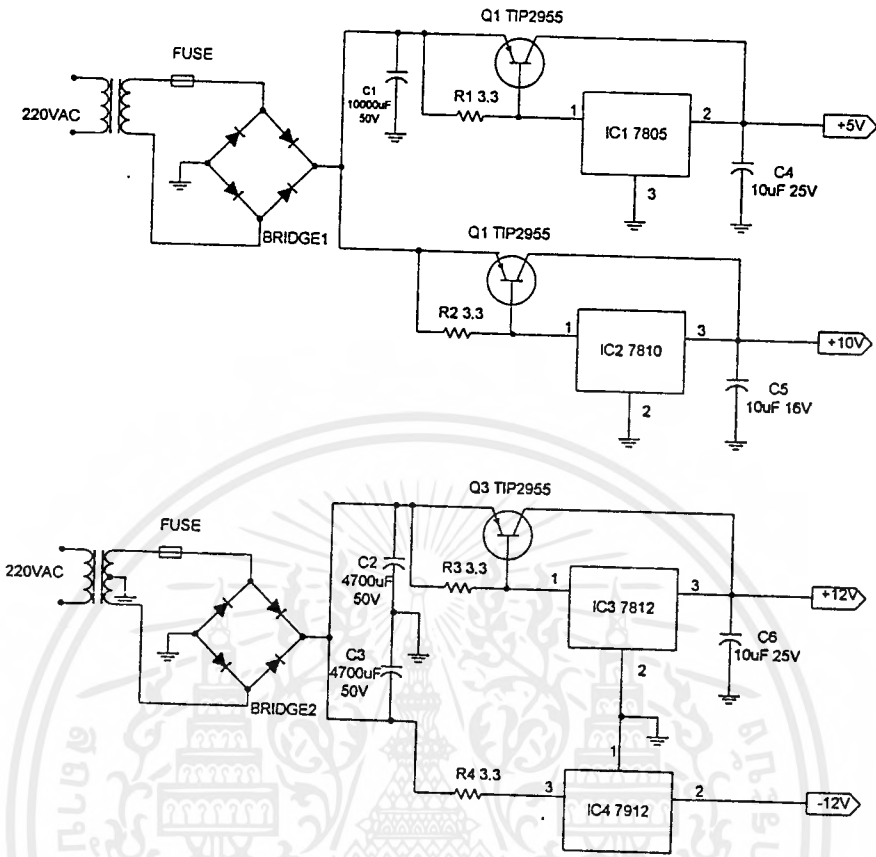 Q1 TIP2955
FUSE
220VAC
C1
10000uF
50V
R1 3.3
1
IC1 7805
2
3
+5V
C4
10uF 25V
BRIDGE1
Q1 TIP2955
R2 3.3
1
IC2 7810
3
2
+10V
C5
10uF 16V
Q3 TIP2955
FUSE
220VAC
C2
4700uF
50V
R3 3.3
1
IC3 7812
3
2
+12V
C6
10uF 25V
C3
4700uF
50V
BRIDGE2
R4 3.3
3
1
IC4 7912
2
-12V